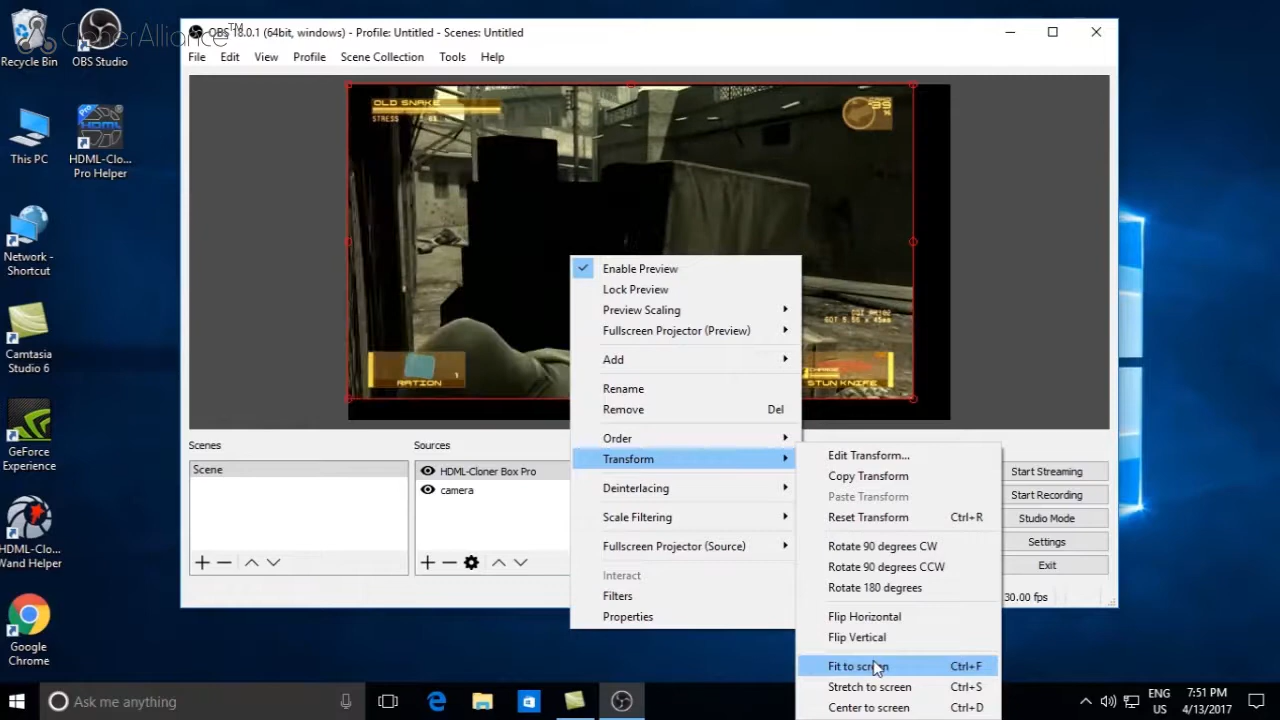 ClonerAlliance™
OBS 18.0.1 (64bit, windows) - Profile: Untitled - Scenes: Untitled
File Edit View Profile Scene Collection Tools Help
Recycle Bin
OBS Studio
This PC
HDML-Clo...
Pro Helper
Network -
Shortcut
Camtasia
Studio 6
GeForce
Experience
HDML-Clo...
Wand Helper
Google
Chrome
OLD SNAKE
STRESS
RATION
1
STUN KNIFE
Enable Preview
Lock Preview
Preview Scaling
Fullscreen Projector (Preview)
Add
Rename
Remove Del
Order
Transform
Deinterlacing
Scale Filtering
Fullscreen Projector (Source)
Interact
Filters
Properties
Edit Transform...
Copy Transform
Paste Transform
Reset Transform Ctrl+R
Rotate 90 degrees CW
Rotate 90 degrees CCW
Rotate 180 degrees
Flip Horizontal
Flip Vertical
Fit to screen Ctrl+F
Stretch to screen Ctrl+S
Center to screen Ctrl+D
Scenes
Scene
Sources
HDML-Cloner Box Pro
camera
Start Streaming
Start Recording
Studio Mode
Settings
Exit
30.00 fps
Ask me anything
ENG
US
7:51 PM
4/13/2017